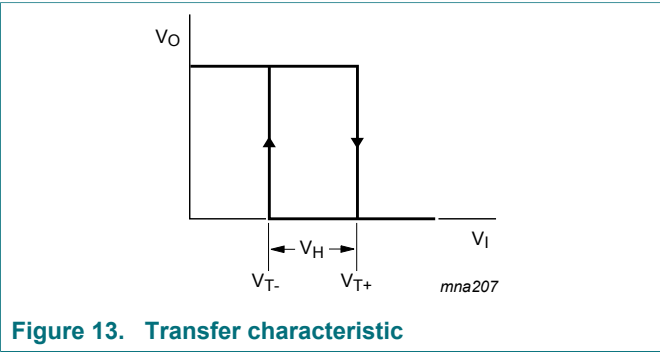 VO
VH
VI
VT-
VT+
mna207
Figure 13. Transfer characteristic